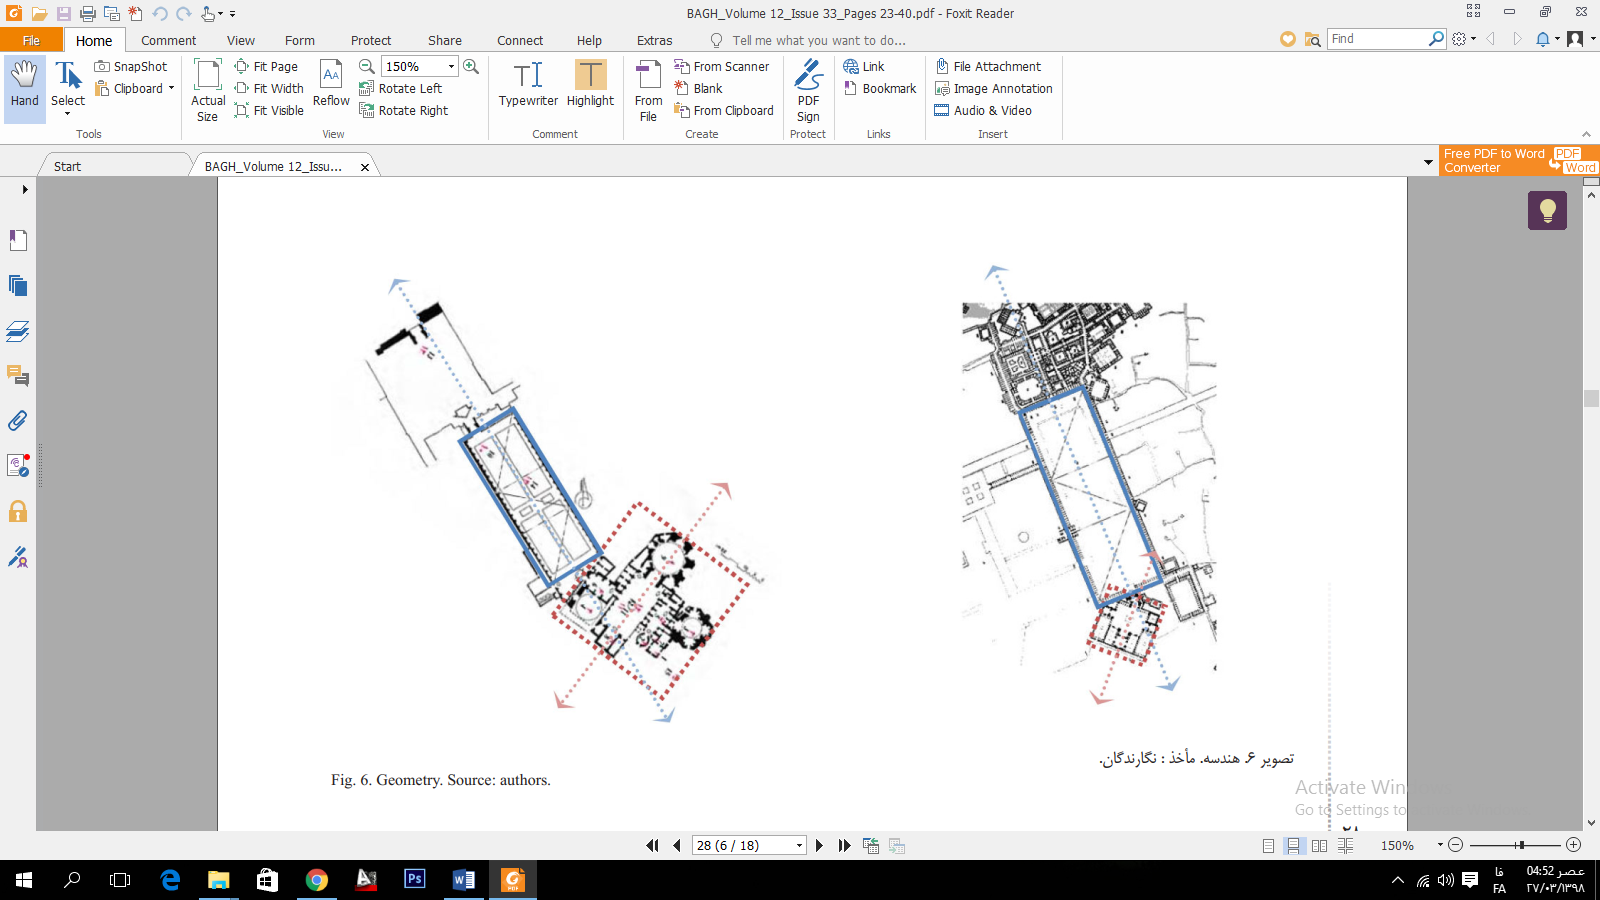 BAGH_Volume 12_Issue 33_Pages 23-40.pdf - Foxit Reader
File Home Comment View Form Protect Share Connect Help Extras Tell me what you want to do... Find
Hand
Select
SnapShot
Clipboard
Tools
Actual Size
Fit Page
Fit Width
Fit Visible
Reflow
150%
Rotate Left
Rotate Right
View
Typewriter
Highlight
Comment
From File
From Scanner
Blank
From Clipboard
Create
PDF Sign
Protect
Link
Bookmark
Links
File Attachment
Image Annotation
Audio & Video
Insert
Start
BAGH_Volume 12_Issu...
Free PDF to Word PDF
Converter Word
تصویر ۶. هندسه. مأخذ : نگارندگان.
Fig. 6. Geometry. Source: authors.
Activate Win
Go to Settings to
۲۸
28 (6 / 18)
150%
Ps
فا
FA
04:52 عصر
۲۷/۰۳/۱۳۹۸